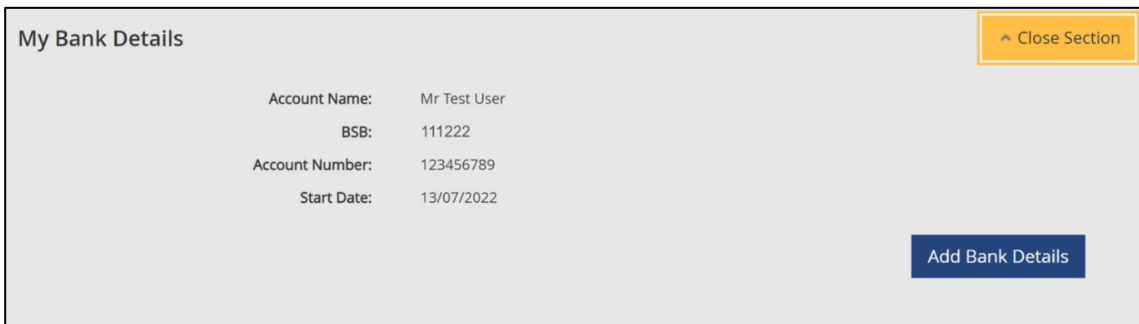 My Bank Details
Close Section
Account Name: Mr Test User
BSB: 111222
Account Number: 123456789
Start Date: 13/07/2022
Add Bank Details